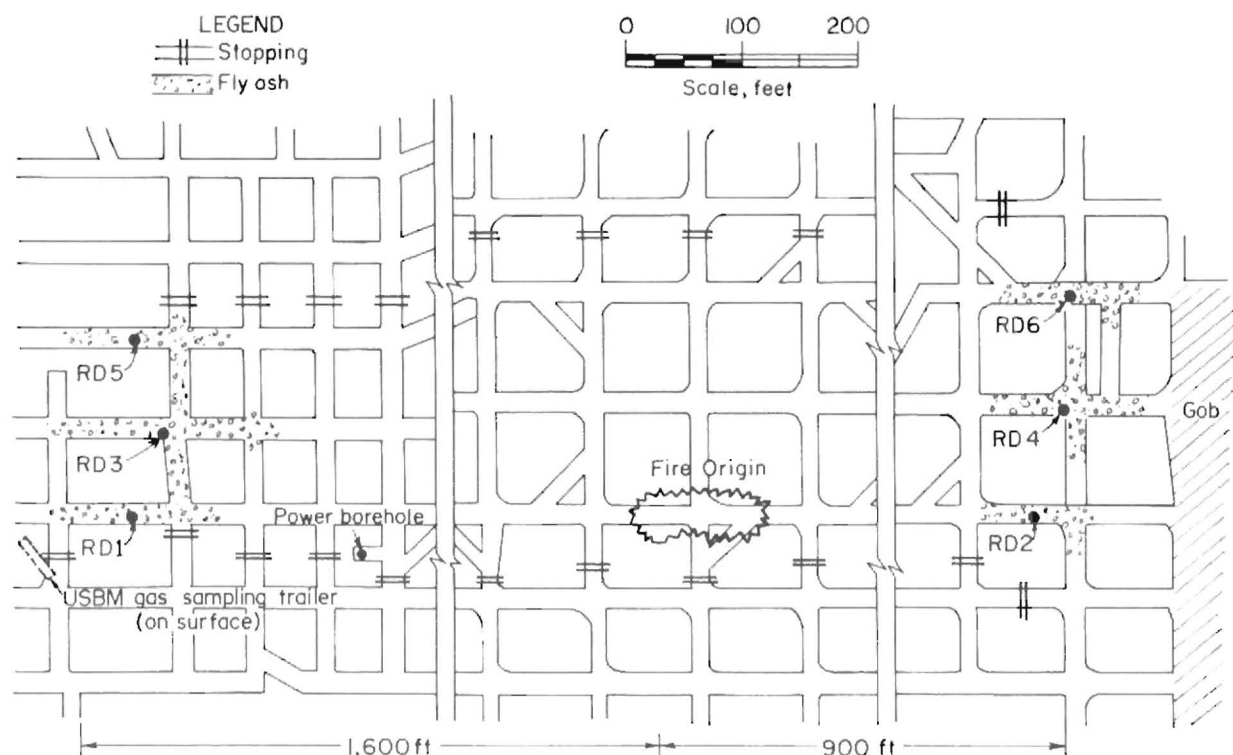 LEGEND
Stopping
Fly ash
0 100 200
Scale, feet
RD5
RD6
RD3
RD4
Gob
Fire Origin
Power borehole
RD1
RD2
USBM gas sampling trailer
(on surface)
1,600 ft
900 ft